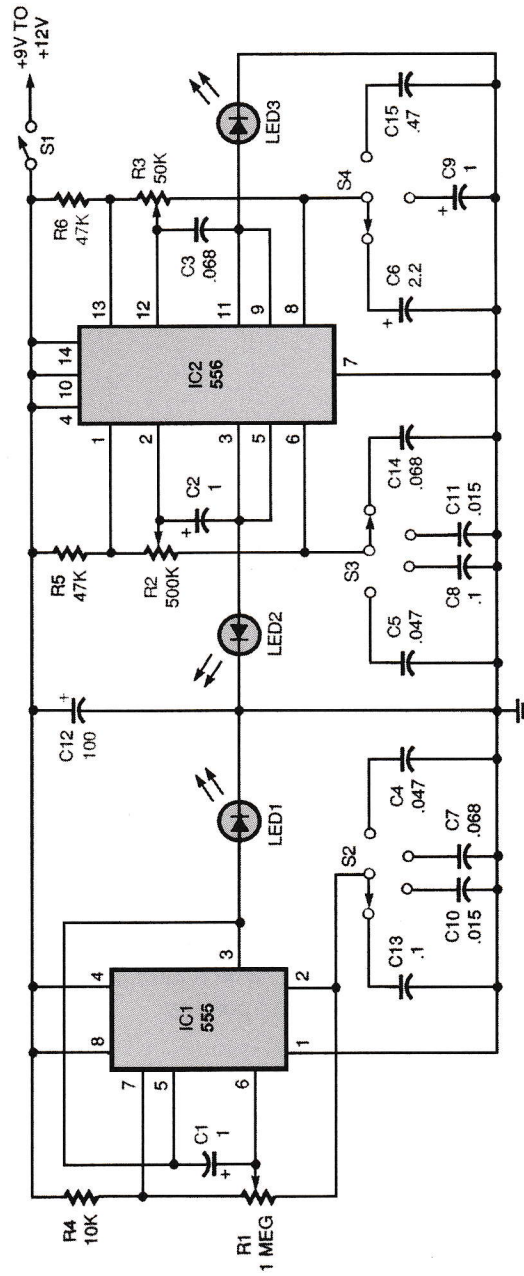 +9V TO
+12V
S1
R6
47K
R3
50K
C3
.068
LED3
13
12
11
9
8
14
10
4
IC2
556
7
1
2
3
5
6
S4
C15
.47
C9
+
1
C6
+
2.2
R5
47K
R2
500K
C2
+
1
LED2
S3
C14
.068
C11
.015
C8
.1
C5
.047
C12
+
100
LED1
S2
C4
.047
C7
.068
C10
.015
C13
.1
4
8
3
2
IC1
555
7
5
6
1
C1
1
+
R4
10K
R1
1 MEG